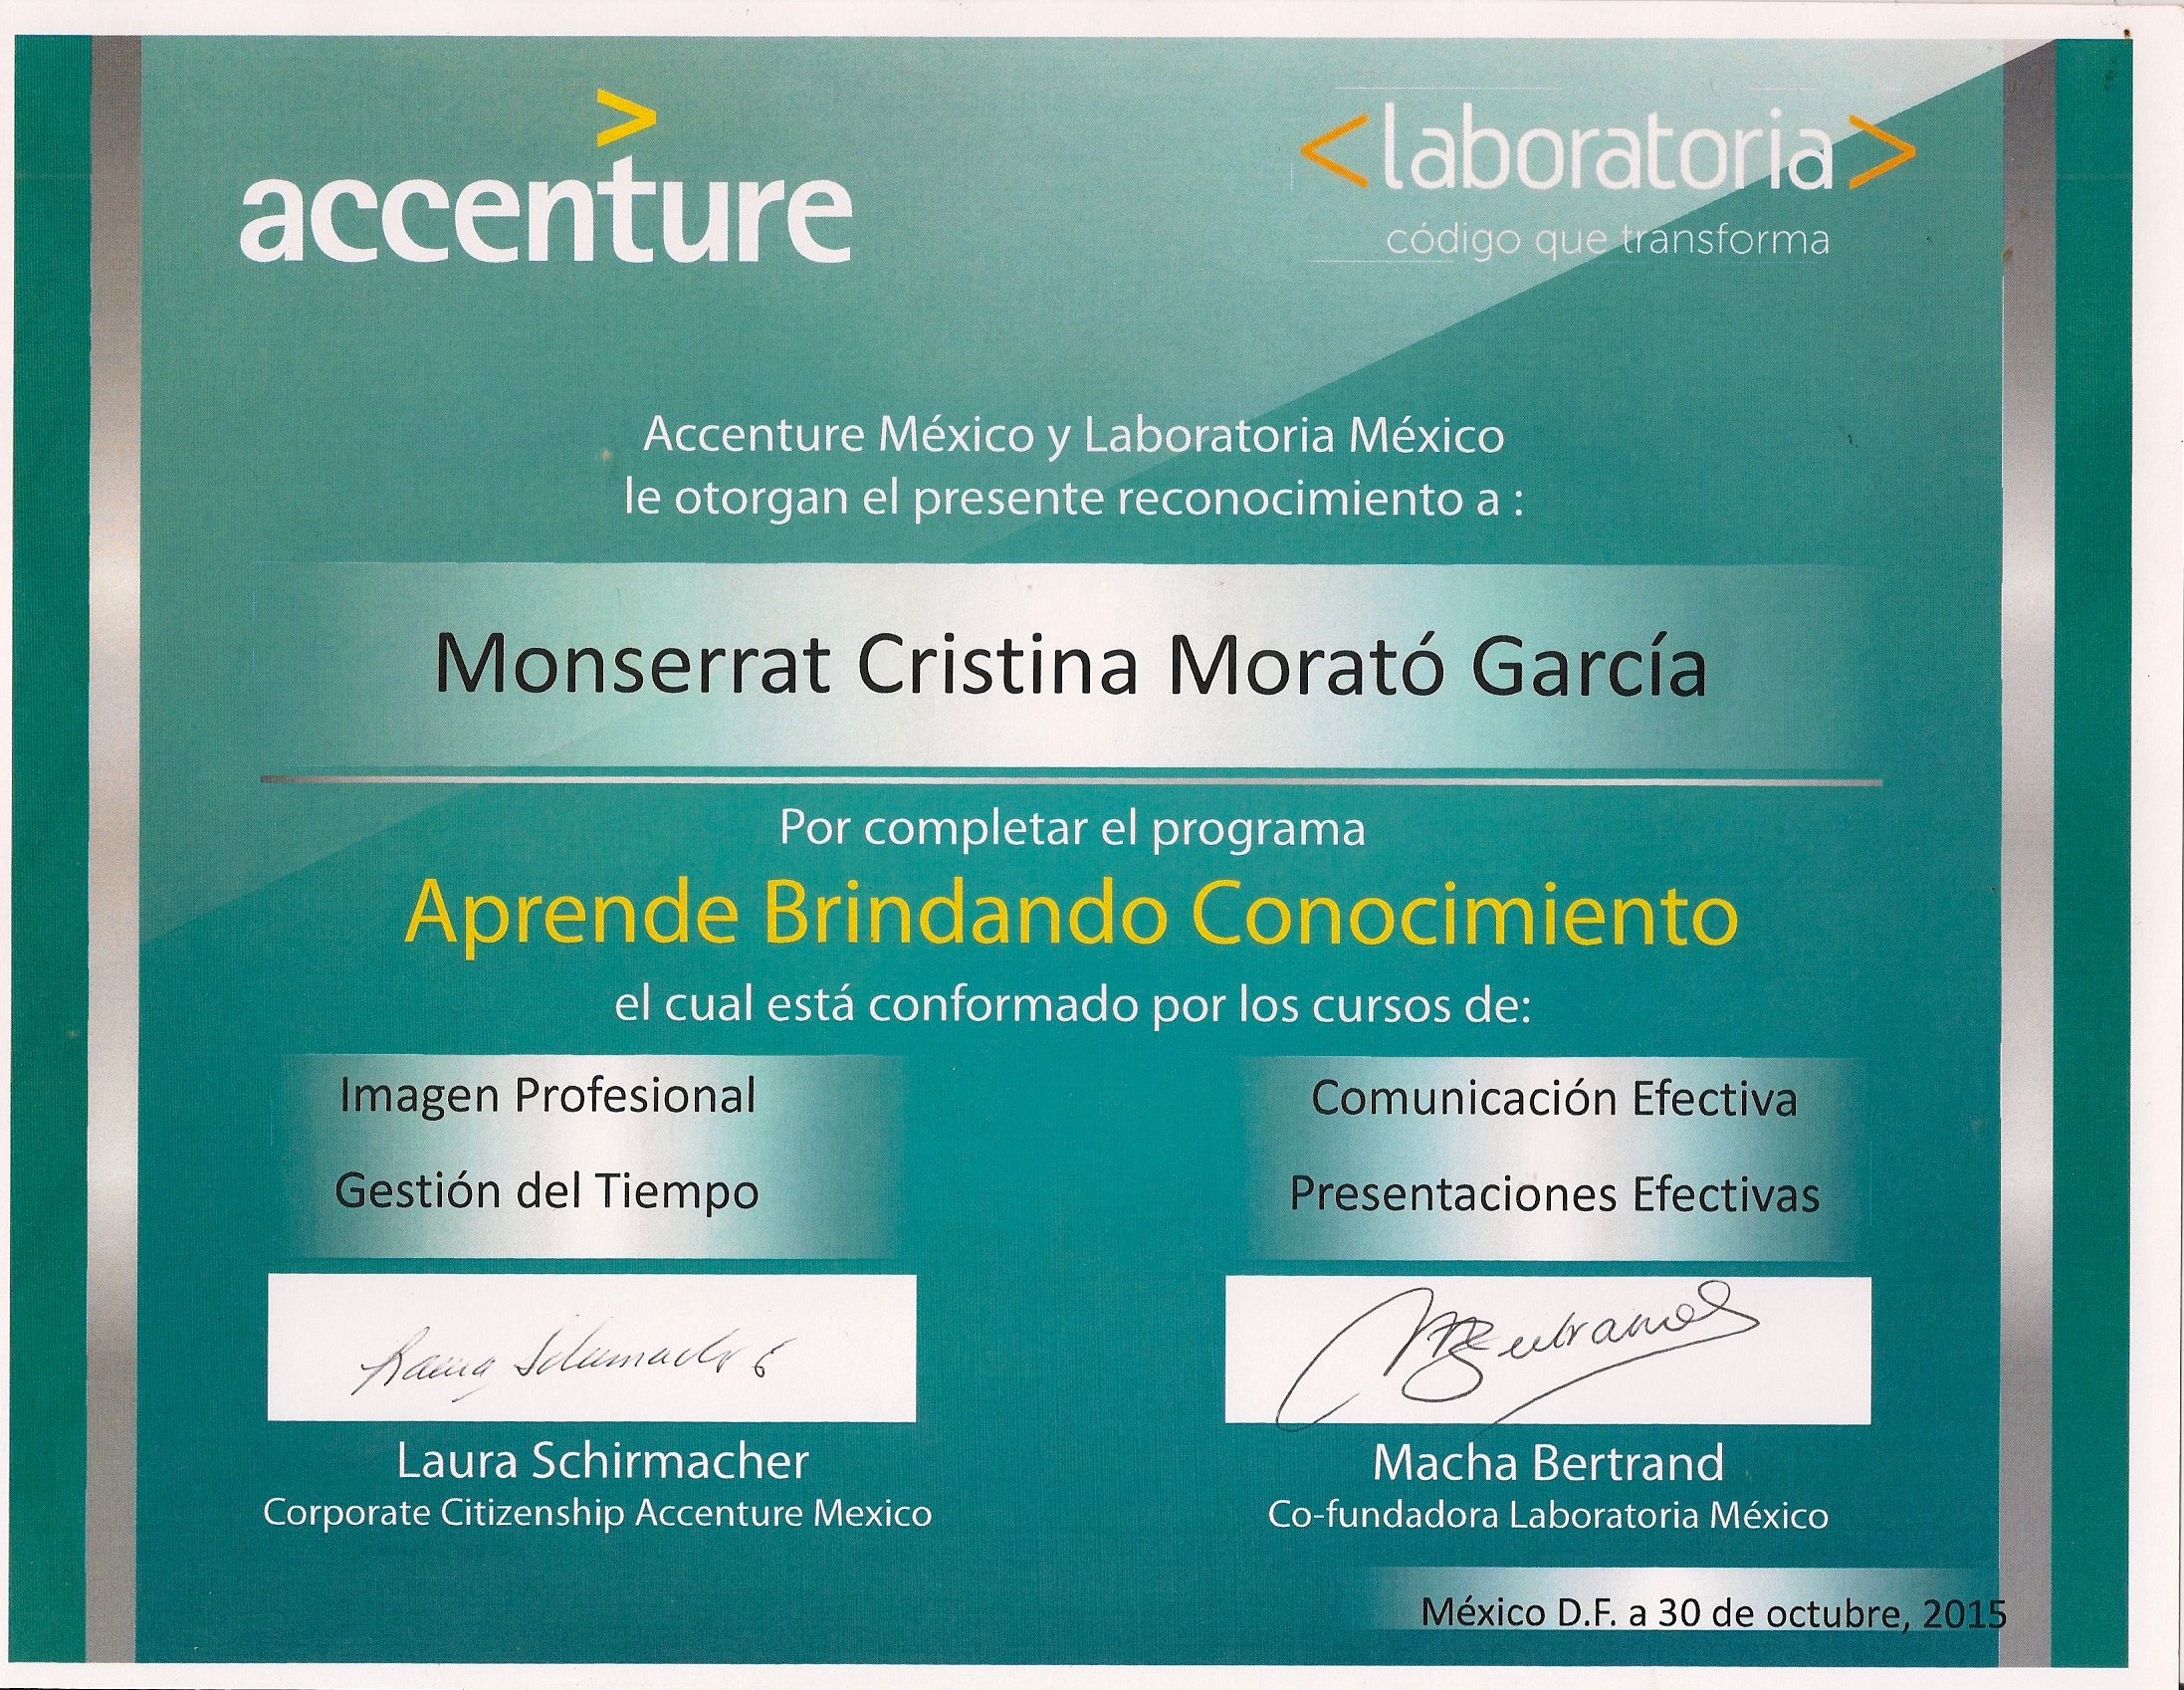 accenture
<laboratoria>
código que transforma
Accenture México y Laboratoria México
le otorgan el presente reconocimiento a :
Monserrat Cristina Morató García
Por completar el programa
Aprende Brindando Conocimiento
el cual está conformado por los cursos de:
Imagen Profesional
Comunicación Efectiva
Gestión del Tiempo
Presentaciones Efectivas
Laura Schirmacher
Corporate Citizenship Accenture Mexico
Macha Bertrand
Co-fundadora Laboratoria México
México D.F. a 30 de octubre, 2015